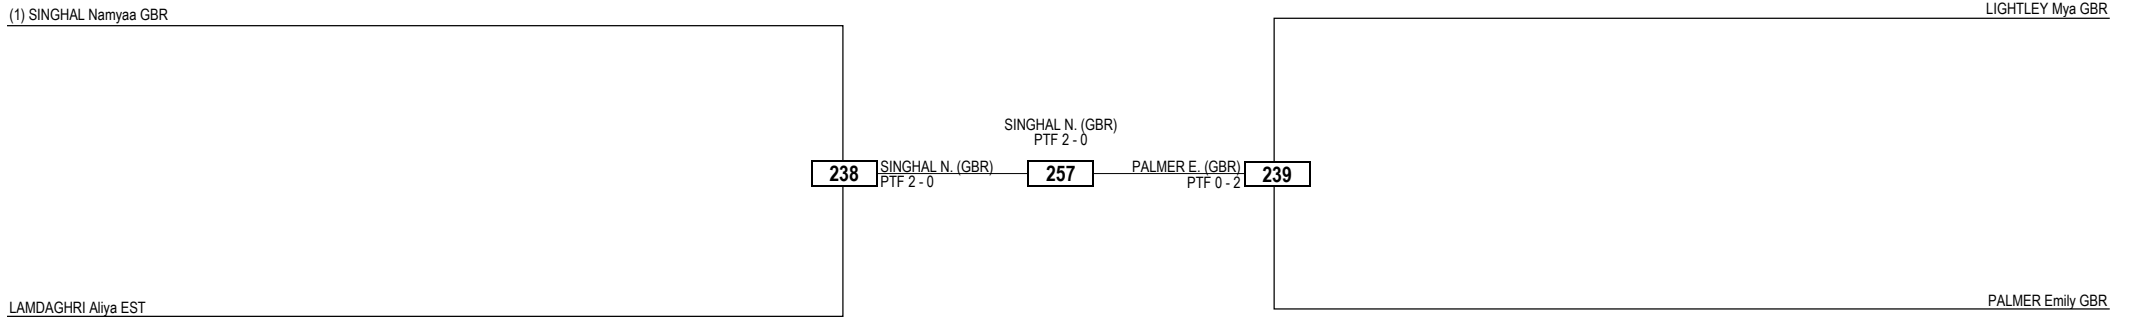 (1) SINGHAL Namyaa GBR
LIGHTLEY Mya GBR
SINGHAL N. (GBR)
PTF 2 - 0
238
SINGHAL N. (GBR)
PTF 2 - 0
257
PALMER E. (GBR)
PTF 0 - 2
239
LAMDAGHRI Aliya EST
PALMER Emily GBR